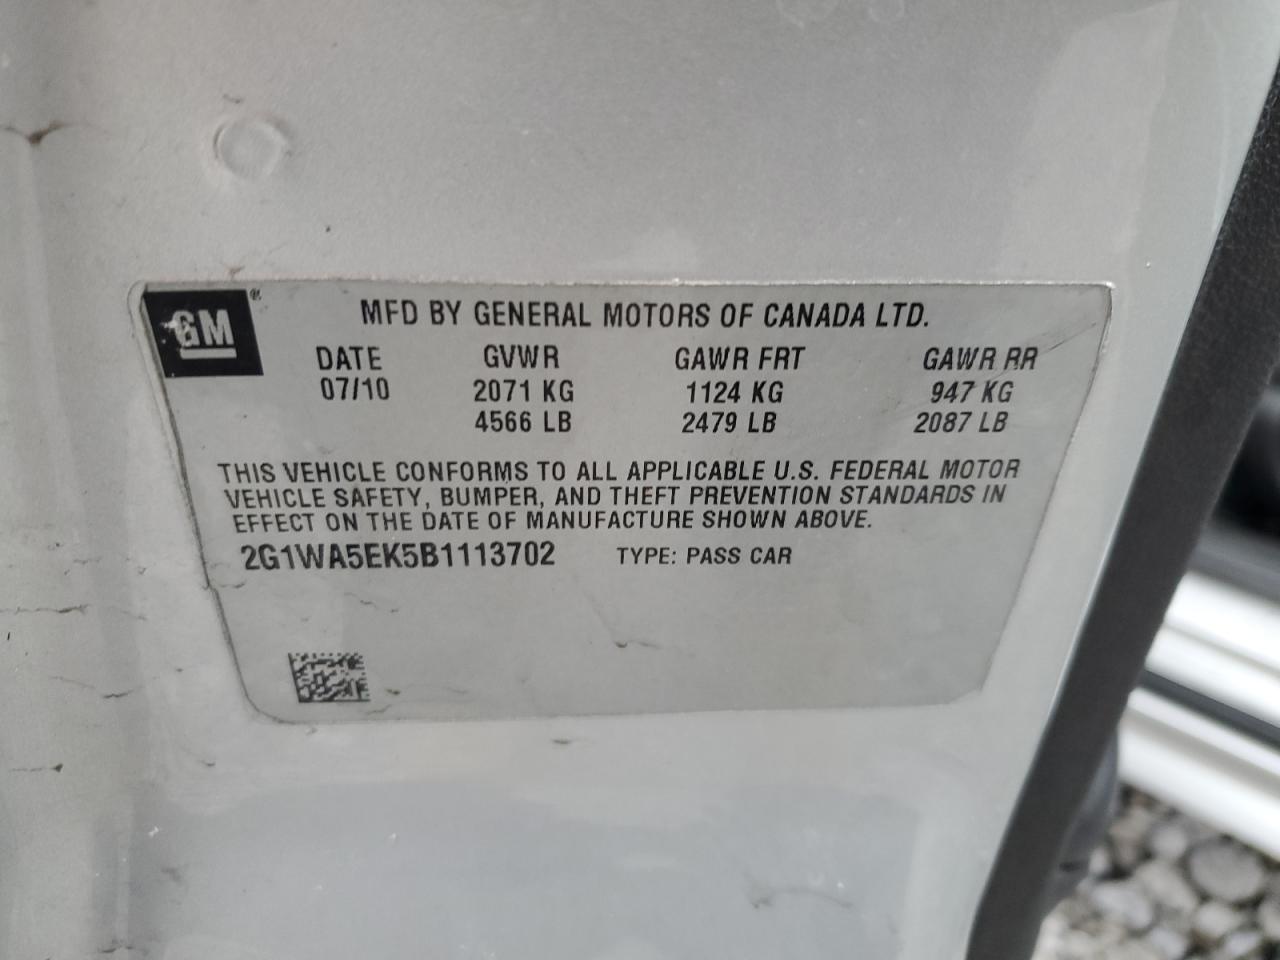 GM®
MFD BY GENERAL MOTORS OF CANADA LTD.
DATE GVWR GAWR FRT GAWR RR
07/10 2071 KG 1124 KG 947 KG
4566 LB 2479 LB 2087 LB
THIS VEHICLE CONFORMS TO ALL APPLICABLE U.S. FEDERAL MOTOR
VEHICLE SAFETY, BUMPER, AND THEFT PREVENTION STANDARDS IN
EFFECT ON THE DATE OF MANUFACTURE SHOWN ABOVE.
2G1WA5EK5B1113702 TYPE: PASS CAR